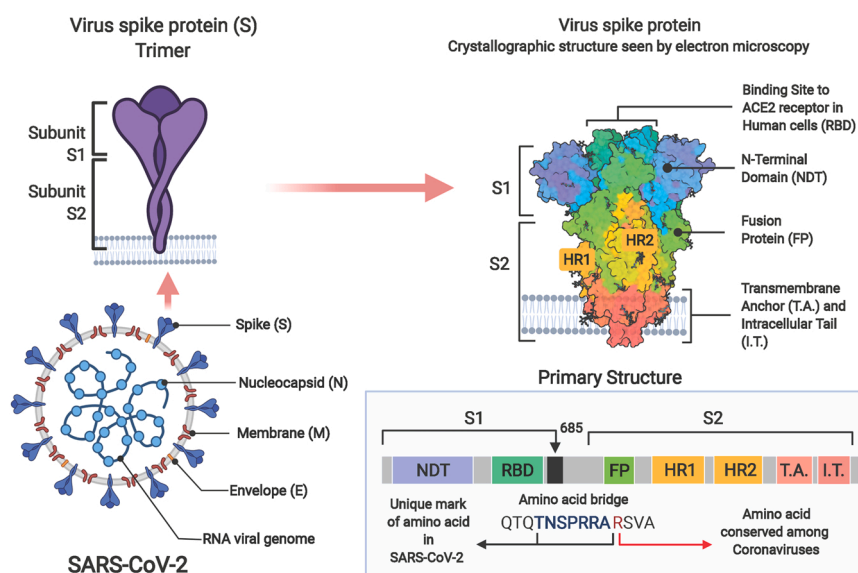 Virus spike protein (S)
Trimer
Subunit
S1
Subunit
S2
Virus spike protein
Crystallographic structure seen by electron microscopy
Binding Site to
ACE2 receptor in
Human cells (RBD)
N-Terminal
Domain (NDT)
Fusion
Protein (FP)
Transmembrane
Anchor (T.A.) and
Intracellular Tail
(I.T.)
S1
S2
HR1
HR2
Spike (S)
Nucleocapsid (N)
Membrane (M)
Envelope (E)
RNA viral genome
SARS-CoV-2
Primary Structure
S1
685
S2
NDT
RBD
FP
HR1
HR2
T.A.
I.T.
Unique mark
of amino acid
in
SARS-CoV-2
Amino acid bridge
QTQTNSPRRARSVA
Amino acid
conserved among
Coronaviruses